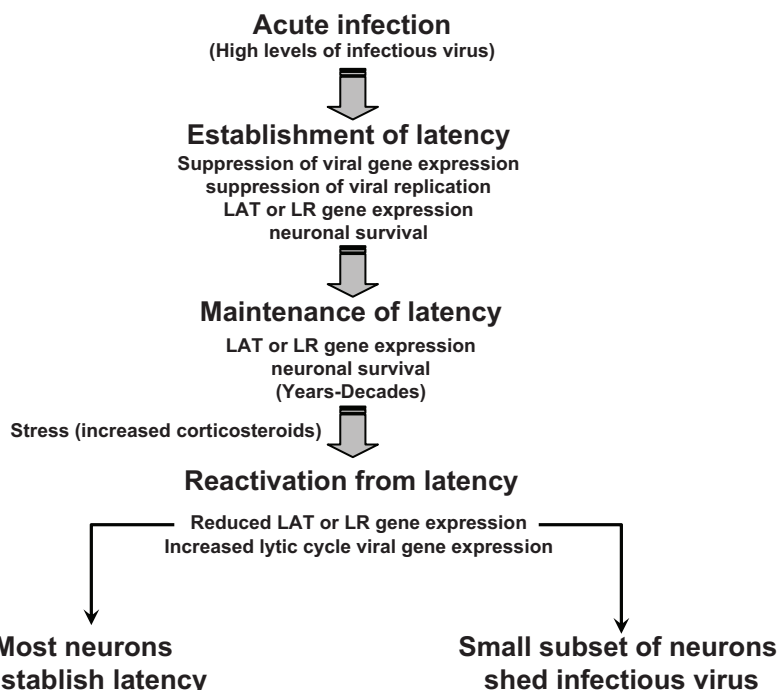 Acute infection
(High levels of infectious virus)
Establishment of latency
Suppression of viral gene expression
suppression of viral replication
LAT or LR gene expression
neuronal survival
Maintenance of latency
LAT or LR gene expression
neuronal survival
(Years-Decades)
Stress (increased corticosteroids)
Reactivation from latency
Reduced LAT or LR gene expression
Increased lytic cycle viral gene expression
Most neurons
stablish latency
Small subset of neurons
shed infectious virus